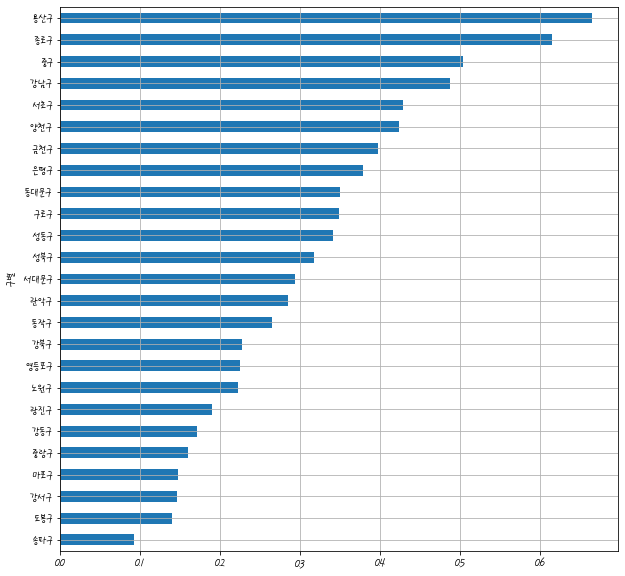 용산구
종로구
중구
강남구
서초구
양천구
금천구
은평구
동대문구
구로구
성동구
성북구
서대문구
관악구
동작구
강북구
영등포구
노원구
광진구
강동구
중랑구
마포구
강서구
도봉구
송파구
구별
0.0 0.1 0.2 0.3 0.4 0.5 0.6